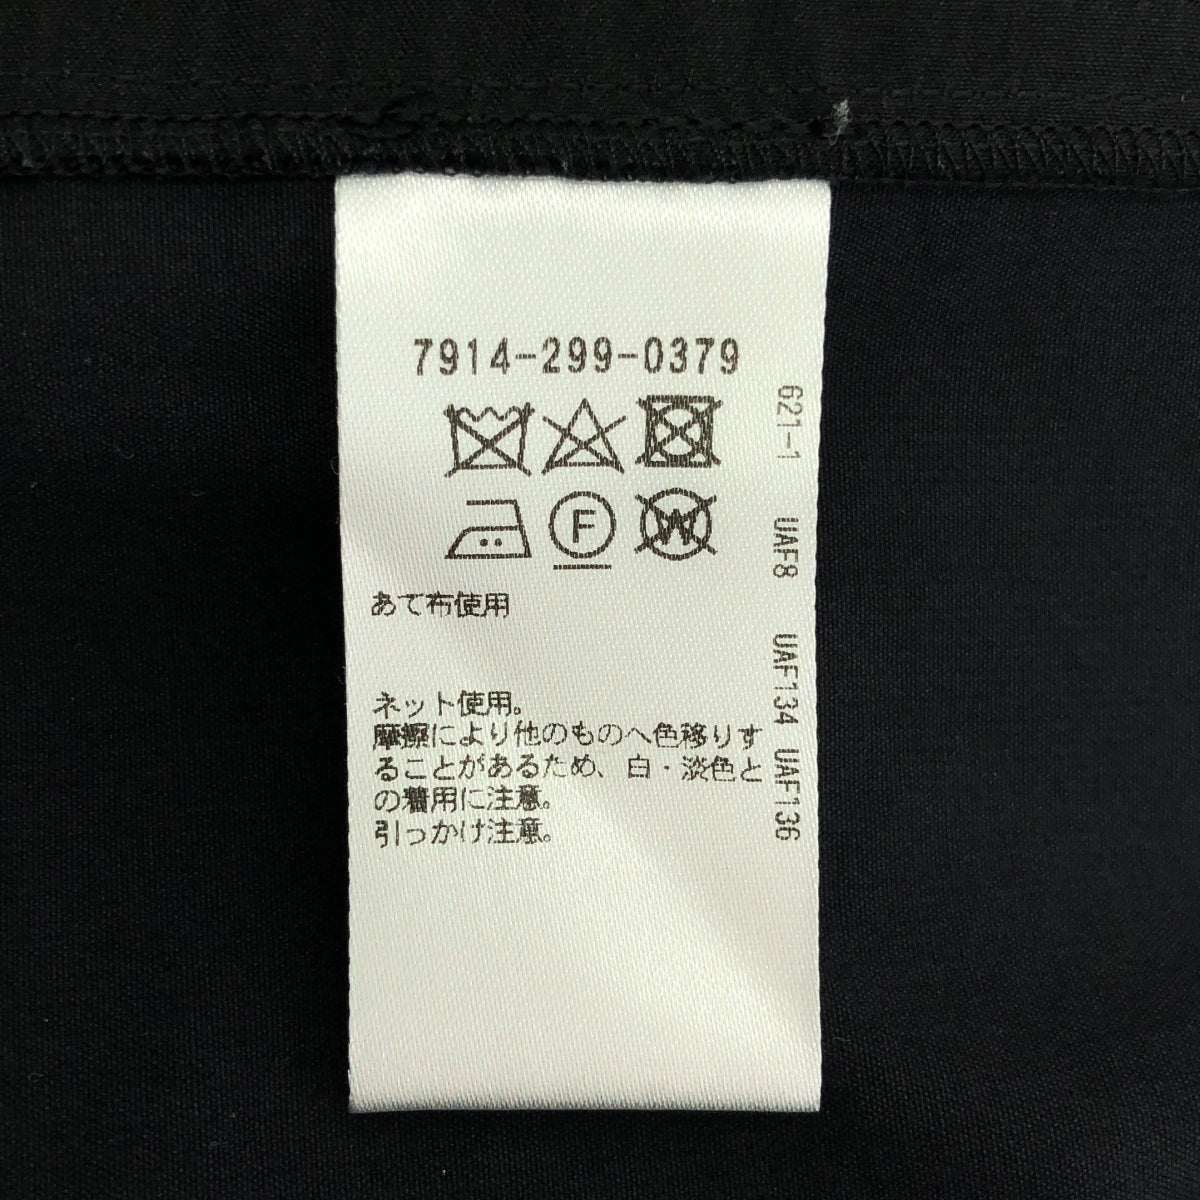 7914-299-0379
F
W
あて布使用
ネット使用。
摩擦により他のものへ色移りす
ることがあるため、白・淡色と
の着用に注意。
引っかけ注意。
621-1 UAF8 UAF134 UAF136